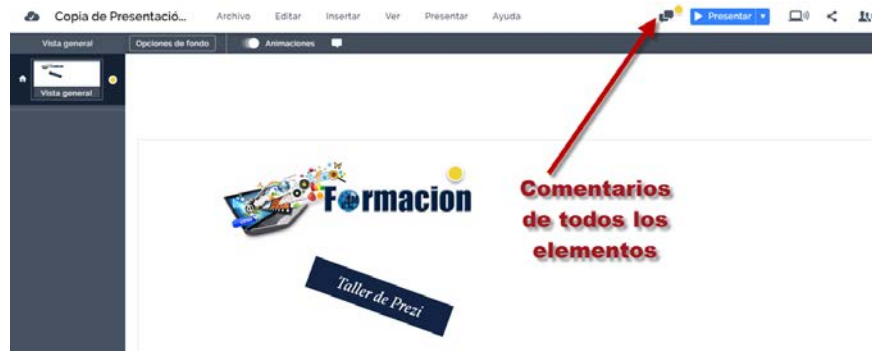 Copia de Presentació...
Archivo Editar Insertar Ver Presentar Ayuda
Presentar
Vista general
Opciones de fondo
Animaciones
Vista general
Formacion
Comentarios
de todos los
elementos
Taller de Prezi